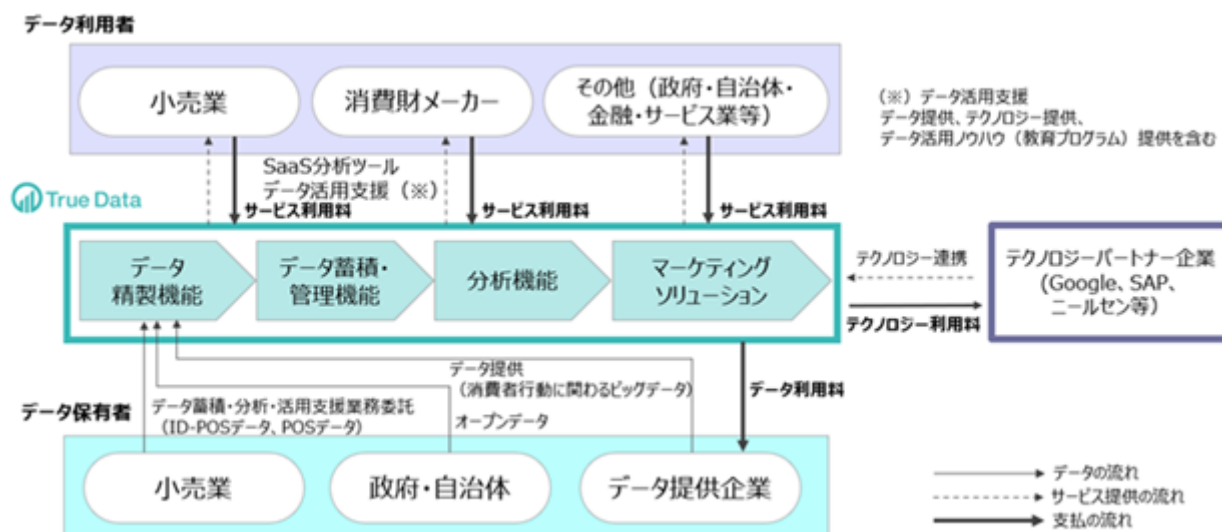 データ利用者
小売業
消費財メーカー
その他（政府・自治体・
金融・サービス業等）
（※）データ活用支援
データ提供、テクノロジー提供、
データ活用ノウハウ（教育プログラム）提供を含む
SaaS分析ツール
データ活用支援（※）
True Data
サービス利用料
サービス利用料
サービス利用料
データ
精製機能
データ蓄積・
管理機能
分析機能
マーケティング
ソリューション
テクノロジー連携
テクノロジー利用料
テクノロジーパートナー企業
(Google、SAP、
ニールセン等）
データ提供
（消費者行動に関わるビッグデータ）
データ利用料
データ保有者
データ蓄積・分析・活用支援業務委託
（ID-POSデータ、POSデータ）
オープンデータ
小売業
政府・自治体
データ提供企業
データの流れ
サービス提供の流れ
支払の流れ